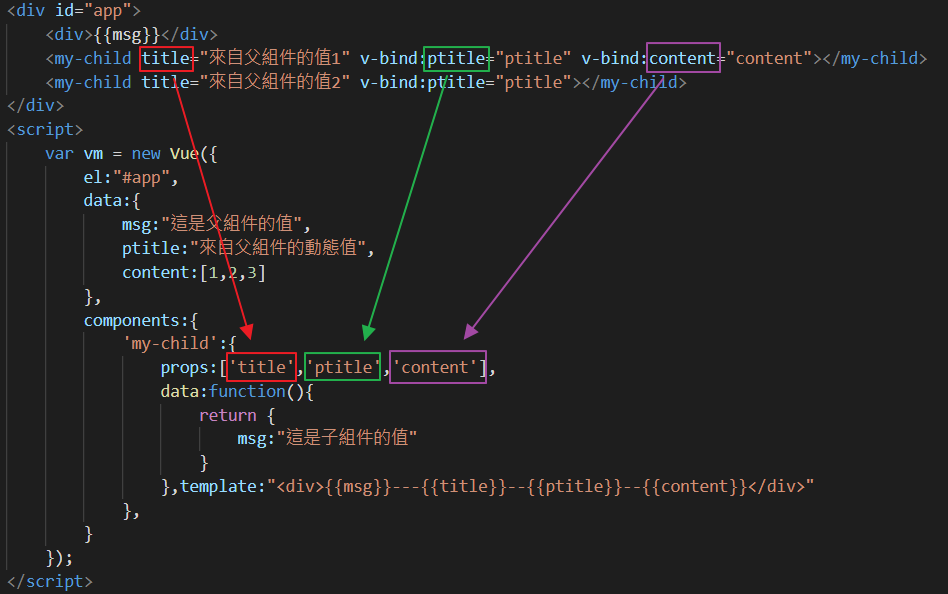 <div id="app">
<div>{{msg}}</div>
<my-child title="來自父組件的值1" v-bind:ptitle="ptitle" v-bind:content="content"></my-child>
<my-child title="來自父組件的值2" v-bind:ptitle="ptitle"></my-child>
</div>
<script>
var vm = new Vue({
el:"#app",
data:{
msg:"這是父組件的值",
ptitle:"來自父組件的動態值",
content:[1,2,3]
},
components:{
'my-child':{
props:['title','ptitle','content'],
data:function(){
return {
msg:"這是子組件的值"
}
},template:"<div>{{msg}}---{{title}}--{{ptitle}}--{{content}}</div>"
},
}
});
</script>